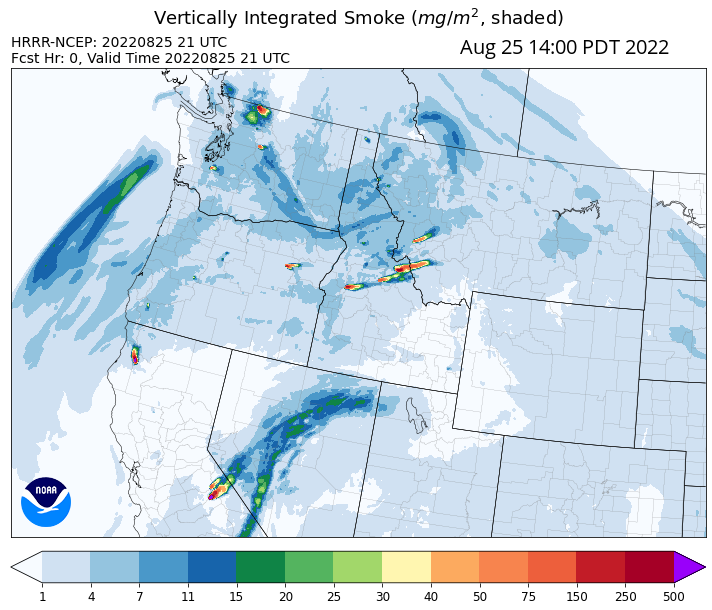 Vertically Integrated Smoke (mg/m², shaded)
HRRR-NCEP: 20220825 21 UTC
Fcst Hr: 0, Valid Time 20220825 21 UTC
Aug 25 14:00 PDT 2022
NOAA
1 4 7 11 15 20 25 30 40 50 75 150 250 500